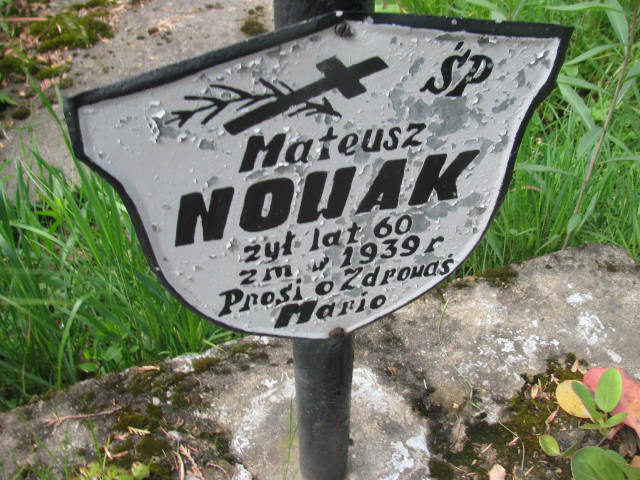 ŚP
Mateusz
NOWAK
żył lat 60
zm w 1939 r
Prosi o Zdrowaś
Mario